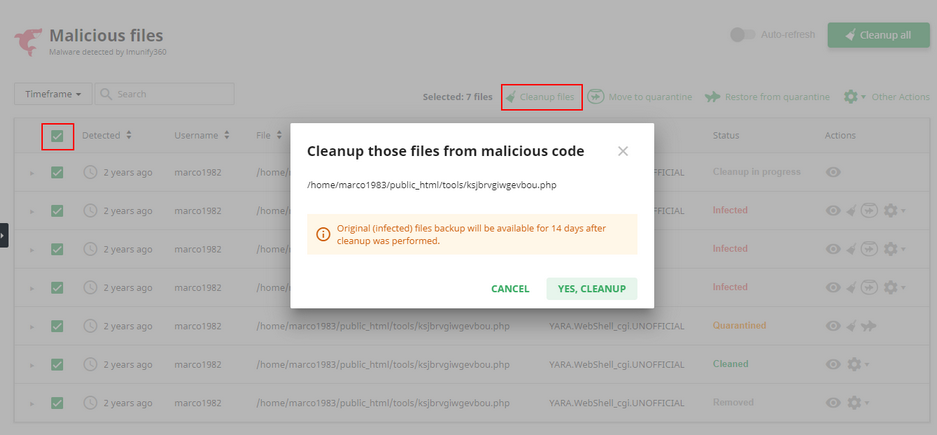 Malicious files
Malware detected by Imunify360
Auto-refresh
Cleanup all
Timeframe
Search
Selected: 7 files
Cleanup files
Move to quarantine
Restore from quarantine
Other Actions
Detected Username File Status Actions
2 years ago marco1982 /home/m UNOFFICIAL Cleanup in progress
2 years ago marco1982 /home/m UNOFFICIAL Infected
2 years ago marco1982 /home/m UNOFFICIAL Infected
2 years ago marco1982 /home/m UNOFFICIAL Infected
2 years ago marco1982 /home/marco1983/public_html/tools/ksjbrvgiwgevbou.php YARA.WebShell_cgi.UNOFFICIAL Quarantined
2 years ago marco1982 /home/marco1983/public_html/tools/ksjbrvgiwgevbou.php YARA.WebShell_cgi.UNOFFICIAL Cleaned
2 years ago marco1982 /home/marco1983/public_html/tools/ksjbrvgiwgevbou.php YARA.WebShell_cgi.UNOFFICIAL Removed
Cleanup those files from malicious code
/home/marco1983/public_html/tools/ksjbrvgiwgevbou.php
Original (infected) files backup will be available for 14 days after
cleanup was performed.
CANCEL
YES, CLEANUP